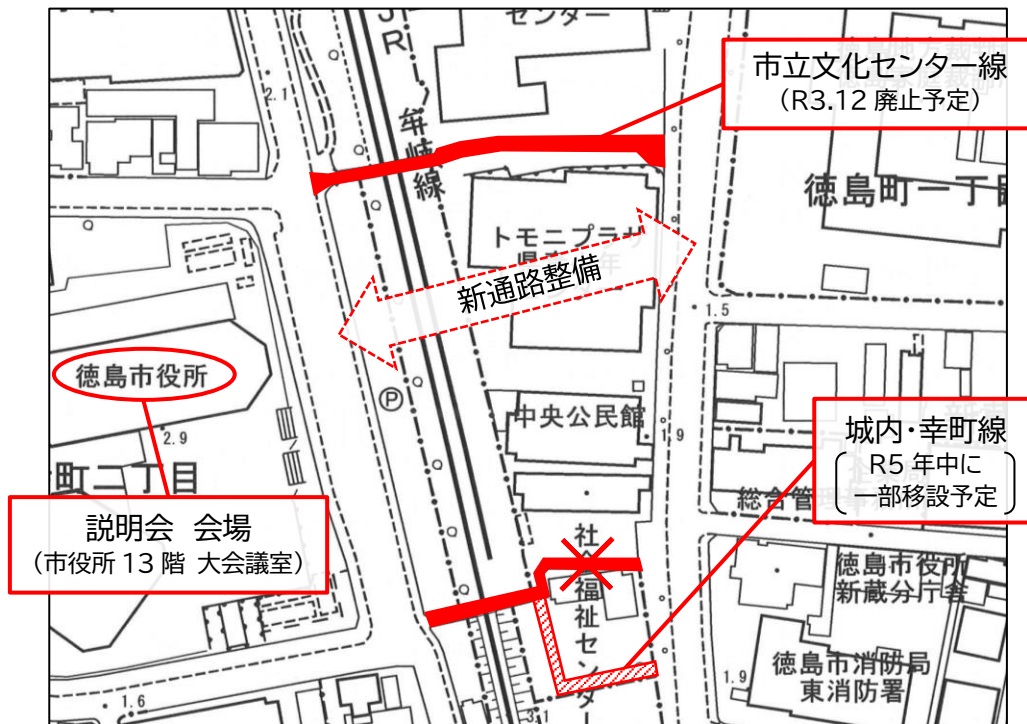 センター
JR牟岐線
市立文化センター線
（R3.12 廃止予定）
2.1
徳島町一丁目
トモニプラザ
新通路整備
1.5
徳島市役所
P
中央公民館
1.9
2.9
町二丁目
城内・幸町線
R5 年中に
一部移設予定
総合管
説明会 会場
（市役所 13 階 大会議室）
社会福祉センター
徳島市役所
新蔵分庁舎
徳島市消防局
東消防署
1.9
1.6
3.1